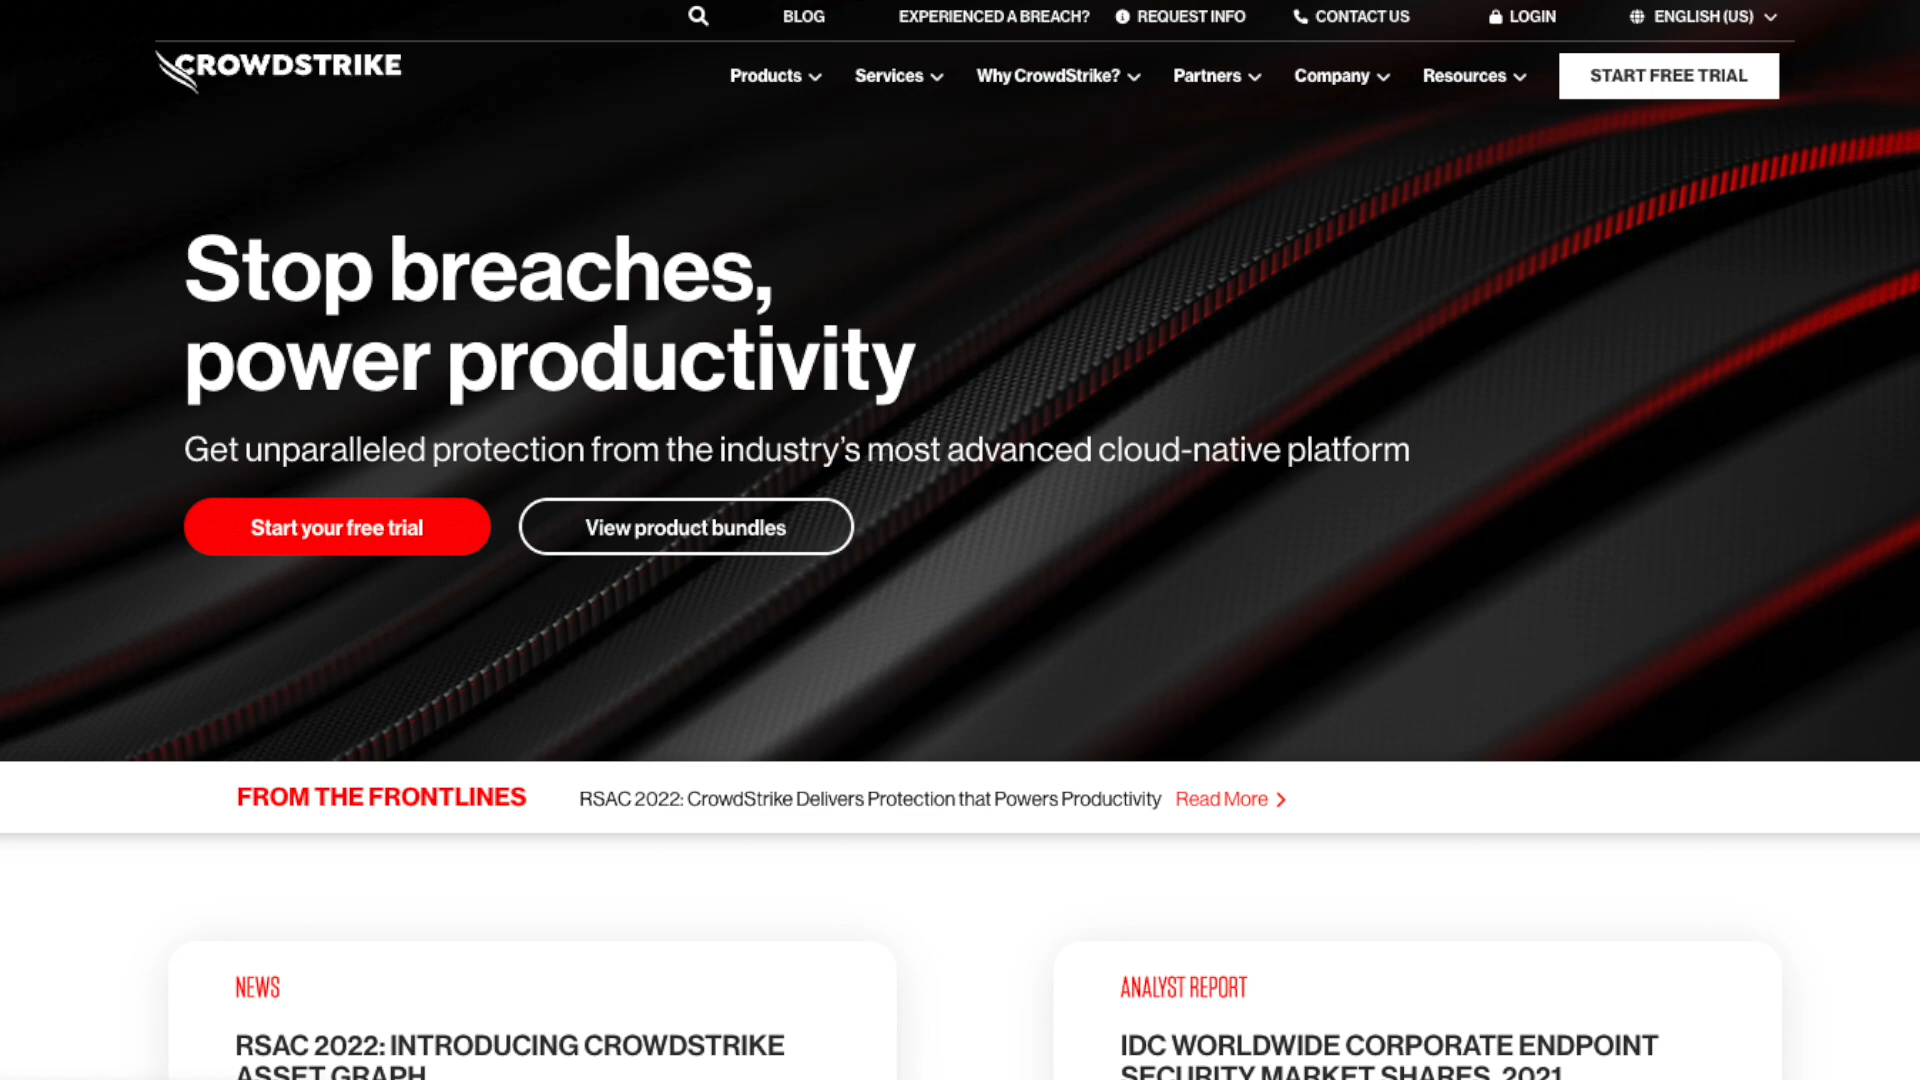 BLOG
EXPERIENCED A BREACH?
REQUEST INFO
CONTACT US
LOGIN
ENGLISH (US)
CROWDSTRIKE
Products
Services
Why CrowdStrike?
Partners
Company
Resources
START FREE TRIAL
Stop breaches,
power productivity
Get unparalleled protection from the industry’s most advanced cloud-native platform
Start your free trial
View product bundles
FROM THE FRONTLINES
RSAC 2022: CrowdStrike Delivers Protection that Powers Productivity
Read More
NEWS
RSAC 2022: INTRODUCING CROWDSTRIKE
ASSET GRAPH
ANALYST REPORT
IDC WORLDWIDE CORPORATE ENDPOINT
SECURITY MARKET SHARES, 2021